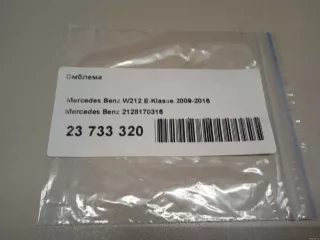 Эмблема
Mercedes Benz W212 E-Klasse 2009-2016
Mercedes Benz 2128170316
23 733 320